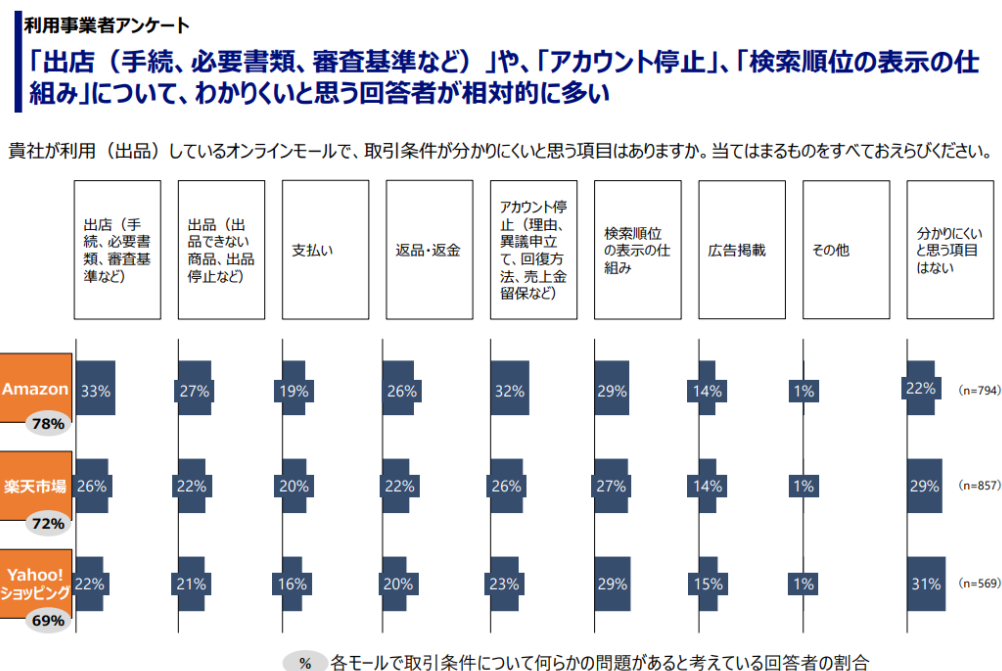 利用事業者アンケート
「出店（手続、必要書類、審査基準など）」や、「アカウント停止」、「検索順位の表示の仕
組み」について、わかりくいと思う回答者が相対的に多い
貴社が利用（出品）しているオンラインモールで、取引条件が分かりにくいと思う項目はありますか。当てはまるものをすべておえらびください。
出店（手
続、必要書
類、審査基
準など）
出品（出
品できない
商品、出品
停止など）
支払い
返品・返金
アカウント停
止（理由、
異議申立
て、回復方
法、売上金
留保など）
検索順位
の表示の仕
組み
広告掲載
その他
分かりにくい
と思う項目
はない
Amazon
78%
33%
27%
19%
26%
32%
29%
14%
1%
22%
(n=794)
楽天市場
72%
26%
22%
20%
22%
26%
27%
14%
1%
29%
(n=857)
Yahoo!
ショッピング
69%
22%
21%
16%
20%
23%
29%
15%
1%
31%
(n=569)
% 各モールで取引条件について何らかの問題があると考えている回答者の割合